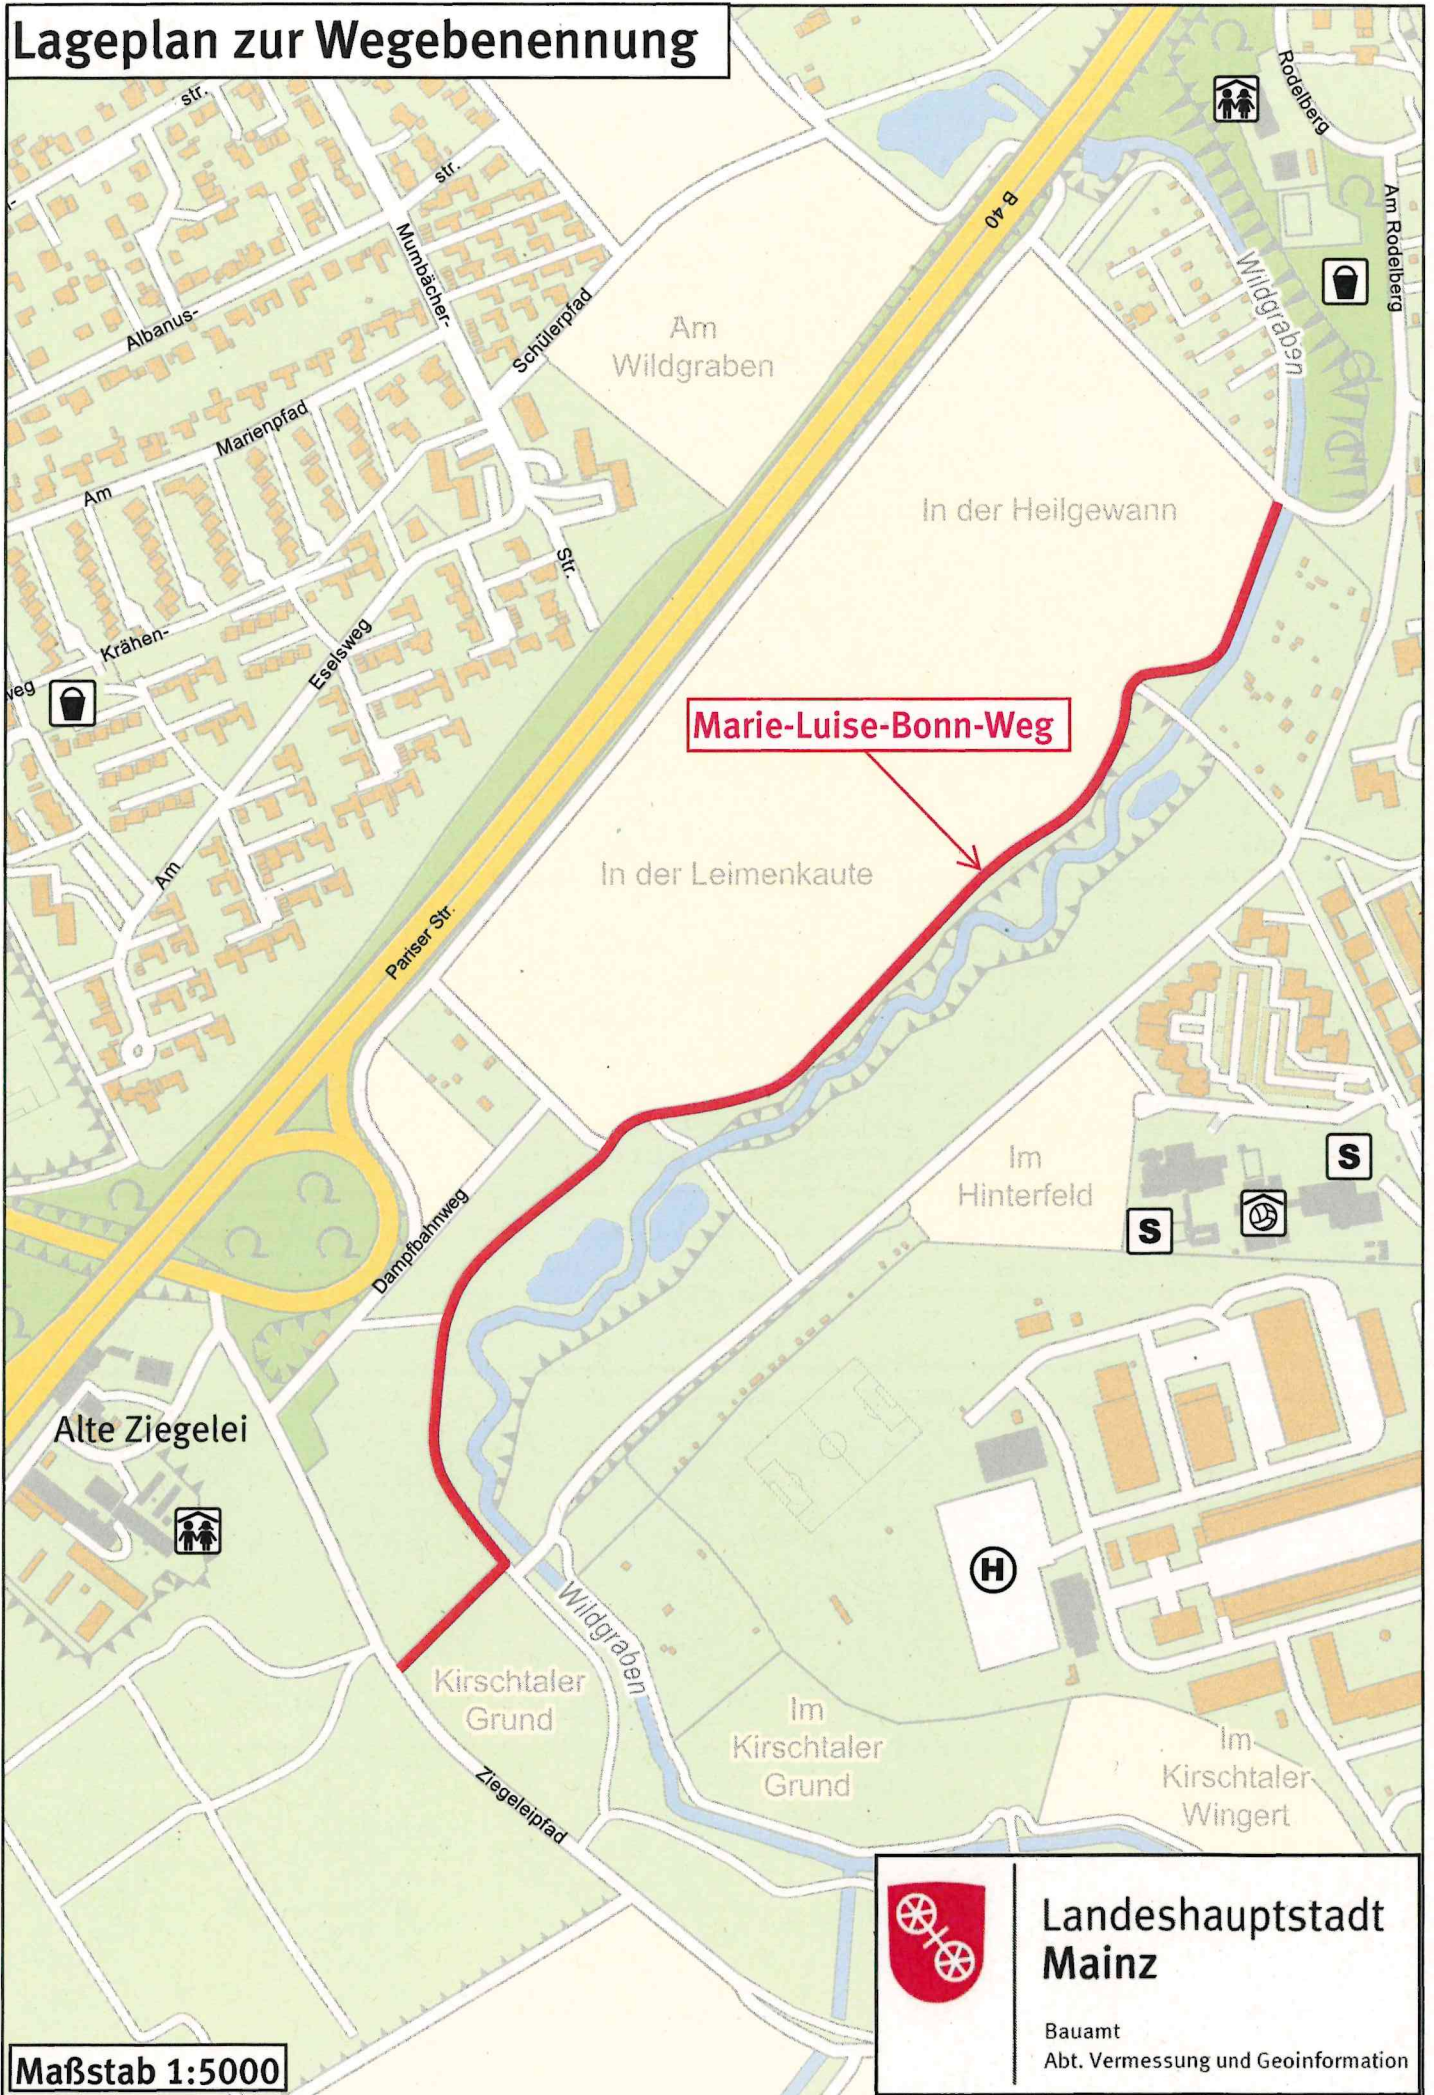 Lageplan zur Wegebenennung
str.
Rodelberg
str.
Am Rodelberg
B 40
Mumbächer-
Wildgraben
Albanus-
Schülerpfad
Am
Wildgraben
Marienpfad
Am
In der Heilgewann
Str.
Krähen-
Eselsweg
weg
Marie-Luise-Bonn-Weg
Am
In der Leimenkaute
Pariser Str.
Im
Hinterfeld
S
S
Dampfbahnweg
Alte Ziegelei
H
Wildgraben
Kirschtaler
Grund
Im
Kirschtaler
Grund
Im
Kirschtaler
Wingert
Ziegeleipfad
Landeshauptstadt
Mainz
Bauamt
Abt. Vermessung und Geoinformation
Maßstab 1:5000